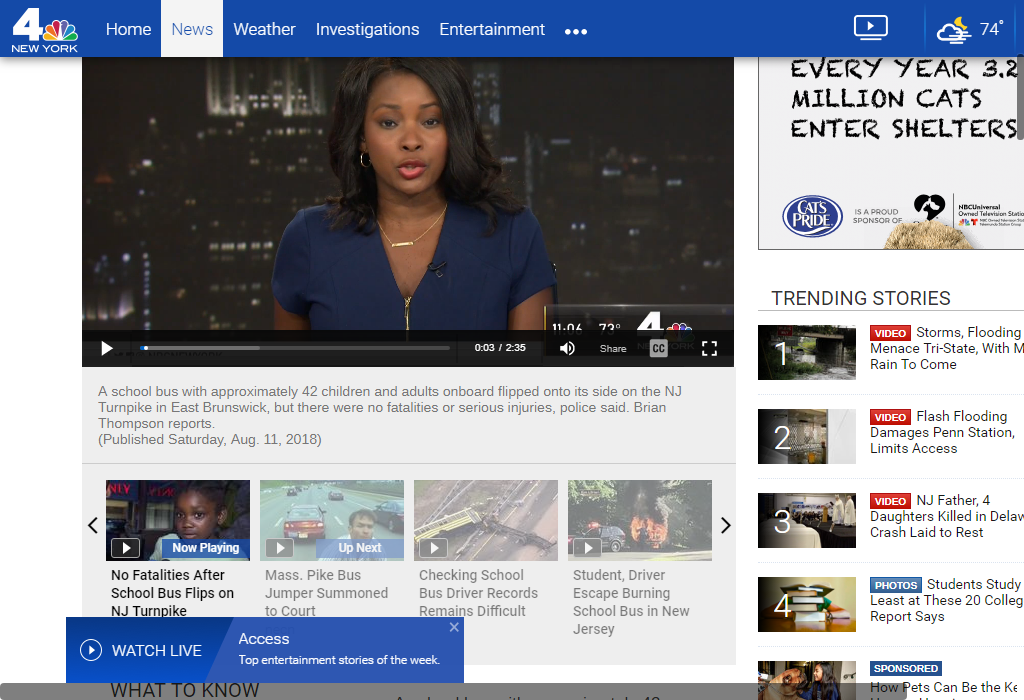 4
NEW YORK
Home
News
Weather
Investigations
Entertainment
•••
74°
EVERY YEAR 3.2
MILLION CATS
ENTER SHELTERS
CAT'S
PRIDE
IS A PROUD
SPONSOR OF
NBCUniversal
Owned Television Statio
11:06
73°
4
0:03 / 2:35
Share
CC
A school bus with approximately 42 children and adults onboard flipped onto its side on the NJ
Turnpike in East Brunswick, but there were no fatalities or serious injuries, police said. Brian
Thompson reports.
(Published Saturday, Aug. 11, 2018)
Now Playing
No Fatalities After
School Bus Flips on
NJ Turnpike
Up Next
Mass. Pike Bus
Jumper Summoned
to Court
Checking School
Bus Driver Records
Remains Difficult
Student, Driver
Escape Burning
School Bus in New
Jersey
WATCH LIVE
Access
Top entertainment stories of the week.
WHAT TO KNOW
TRENDING STORIES
1
VIDEO Storms, Flooding
Menace Tri-State, With M
Rain To Come
2
VIDEO Flash Flooding
Damages Penn Station,
Limits Access
3
VIDEO NJ Father, 4
Daughters Killed in Delaw
Crash Laid to Rest
4
PHOTOS Students Study
Least at These 20 Colleg
Report Says
SPONSORED
How Pets Can Be the Ke